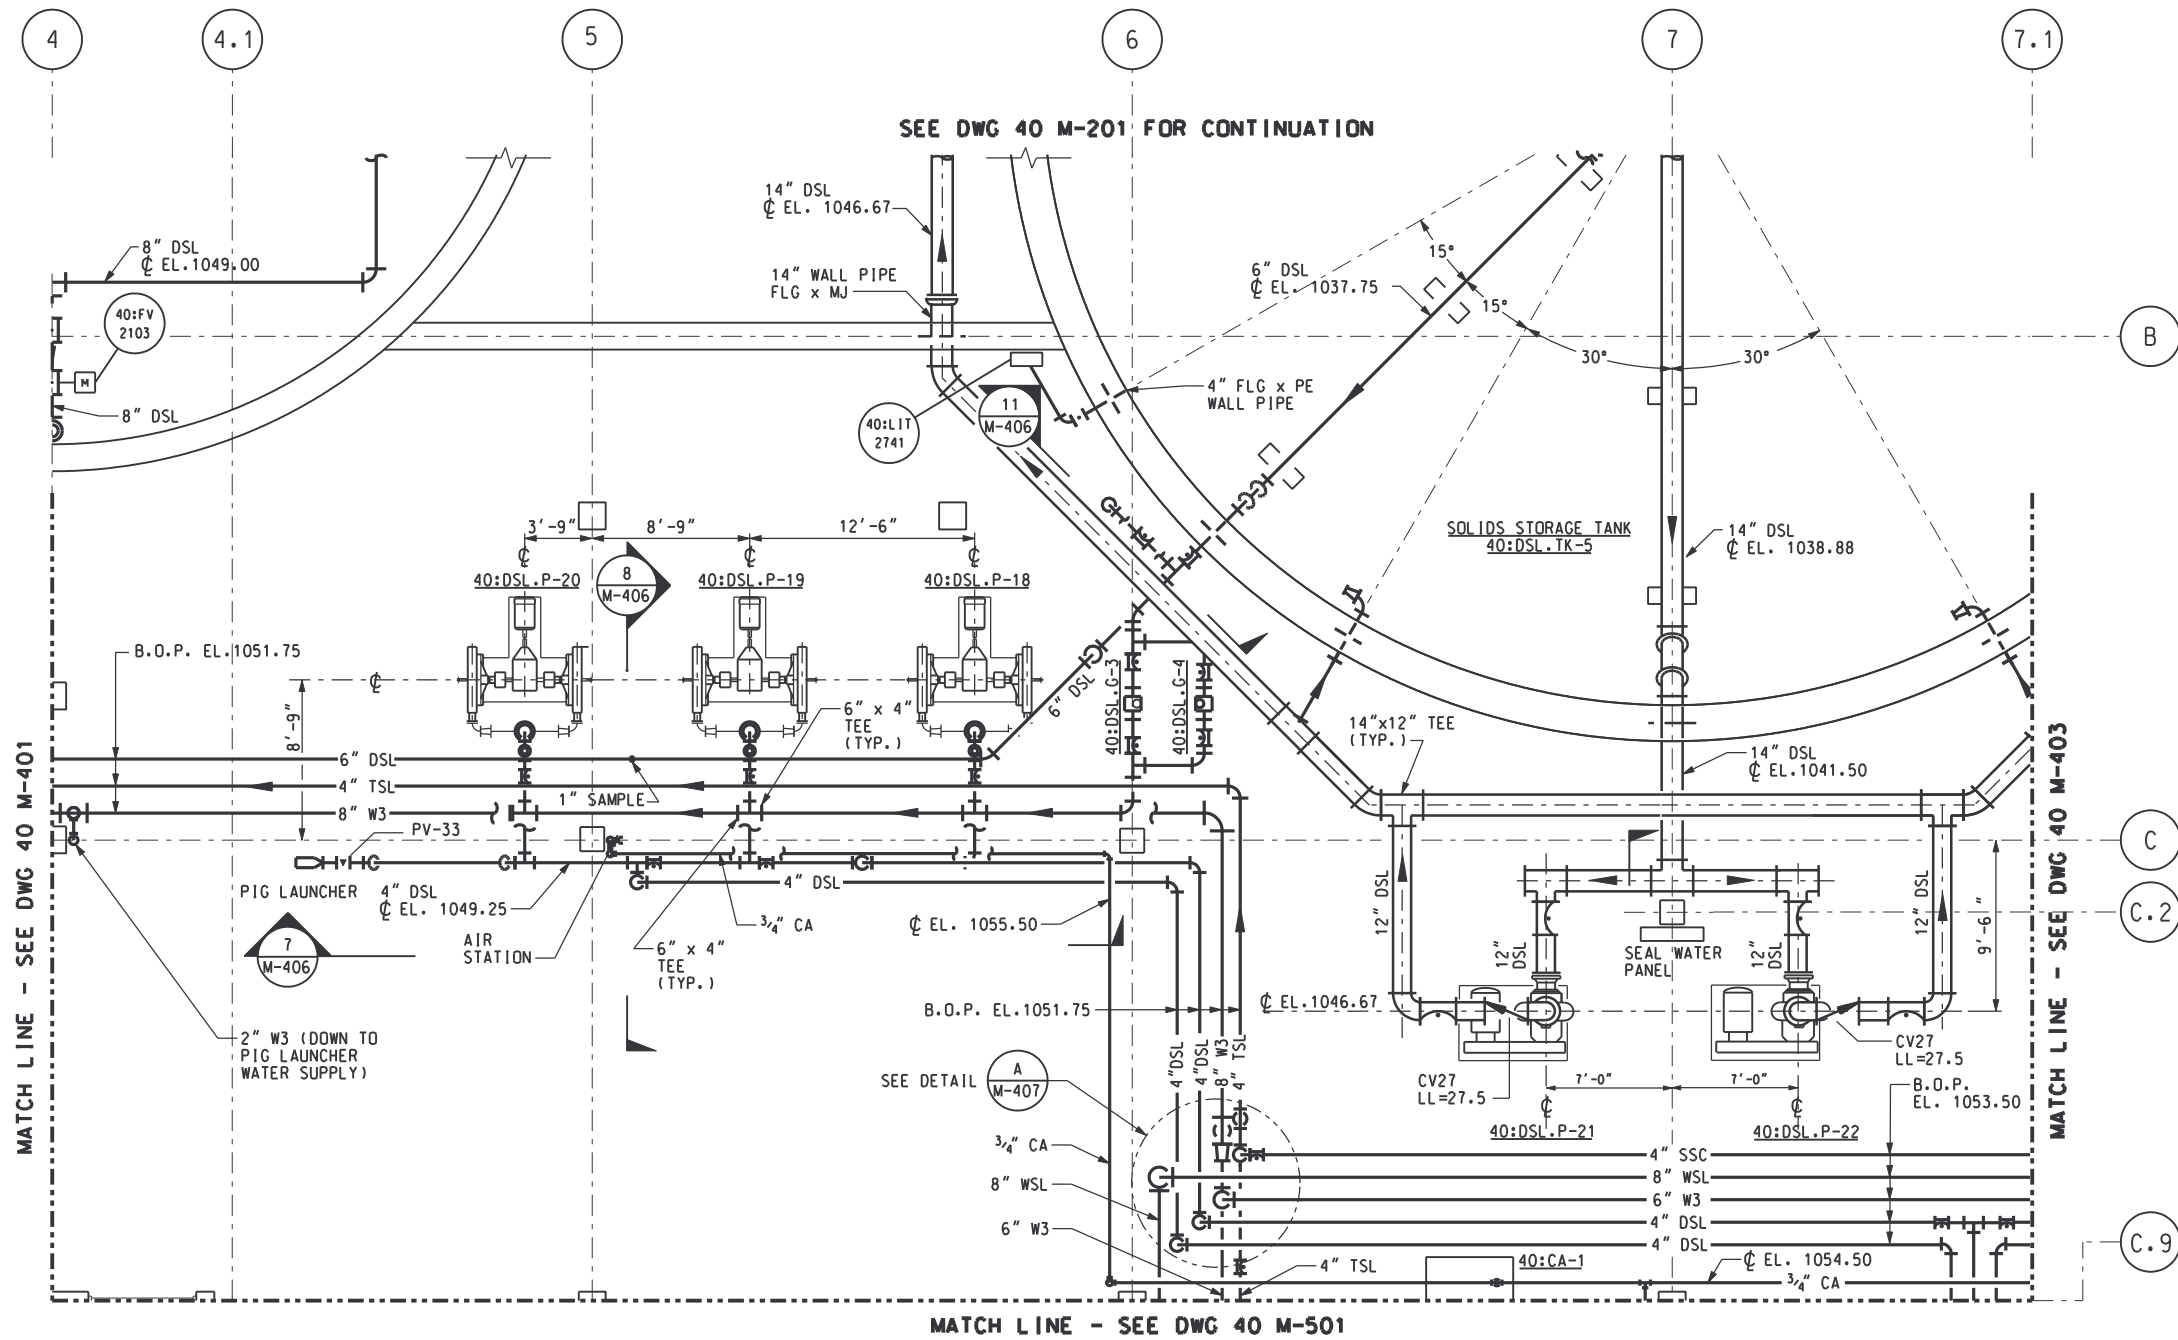 4
4.1
5
6
7
7.1
SEE DWG 40 M-201 FOR CONTINUATION
14" DSL
℄ EL. 1046.67
8" DSL
℄ EL.1049.00
14" WALL PIPE
FLG x MJ
6" DSL
℄ EL. 1037.75
15°
15°
40:FV
2103
M
B
30°
30°
8" DSL
4" FLG x PE
WALL PIPE
11
M-406
40:LIT
2741
3'-9"
8'-9"
12'-6"
SOLIDS STORAGE TANK
40:DSL.TK-5
14" DSL
℄ EL. 1038.88
℄
℄
℄
40:DSL.P-20
8
M-406
40:DSL.P-19
40:DSL.P-18
B.O.P. EL.1051.75
℄
8'-9"
6" DSL
40:DSL.G-3
40:DSL.G-4
6" x 4"
TEE
(TYP.)
14"x12" TEE
(TYP.)
14" DSL
℄ EL.1041.50
6" DSL
4" TSL
1" SAMPLE
8" W3
PV-33
C
PIG LAUNCHER
4" DSL
℄ EL. 1049.25
4" DSL
3/4" CA
℄ EL. 1055.50
12" DSL
12" DSL
C.2
AIR
STATION
7
M-406
6" x 4"
TEE
(TYP.)
12"
DSL
SEAL WATER
PANEL
12"
DSL
9'-6"
B.O.P. EL.1051.75
℄ EL.1046.67
2" W3 (DOWN TO
PIG LAUNCHER
WATER SUPPLY)
4"DSL
4"DSL
8" W3
4" TSL
CV27
LL=27.5
SEE DETAIL
A
M-407
CV27
LL=27.5
7'-0"
7'-0"
℄
℄
B.O.P.
EL. 1053.50
40:DSL.P-21
40:DSL.P-22
3/4" CA
4" SSC
8" WSL
8" WSL
6" W3
6" W3
4" DSL
4" DSL
C.9
4" TSL
40:CA-1
℄ EL. 1054.50
3/4" CA
MATCH LINE - SEE DWG 40 M-401
MATCH LINE - SEE DWG 40 M-403
MATCH LINE - SEE DWG 40 M-501